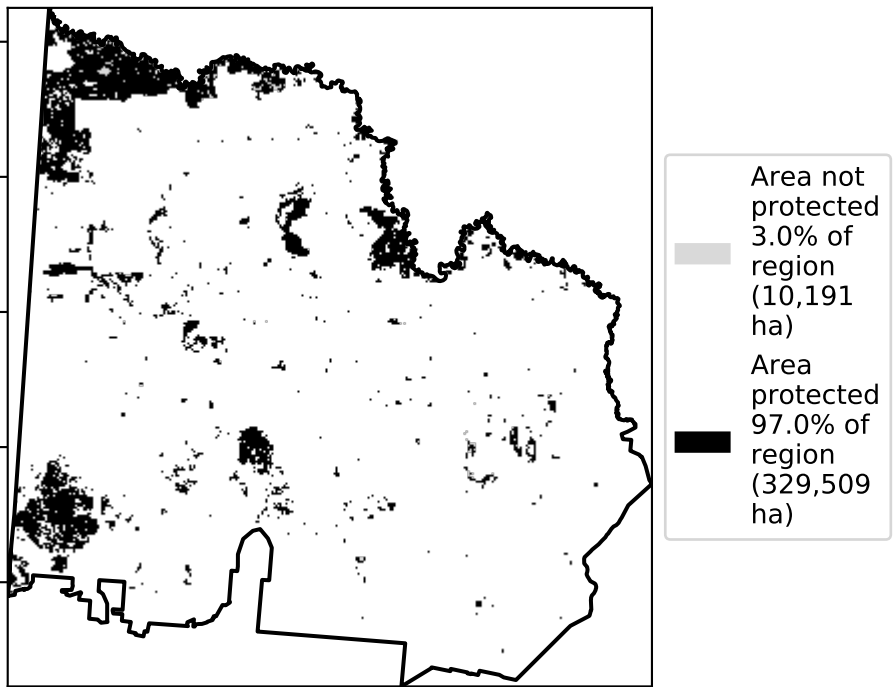 Area not
protected
3.0% of
region
(10,191
ha)
Area
protected
97.0% of
region
(329,509
ha)